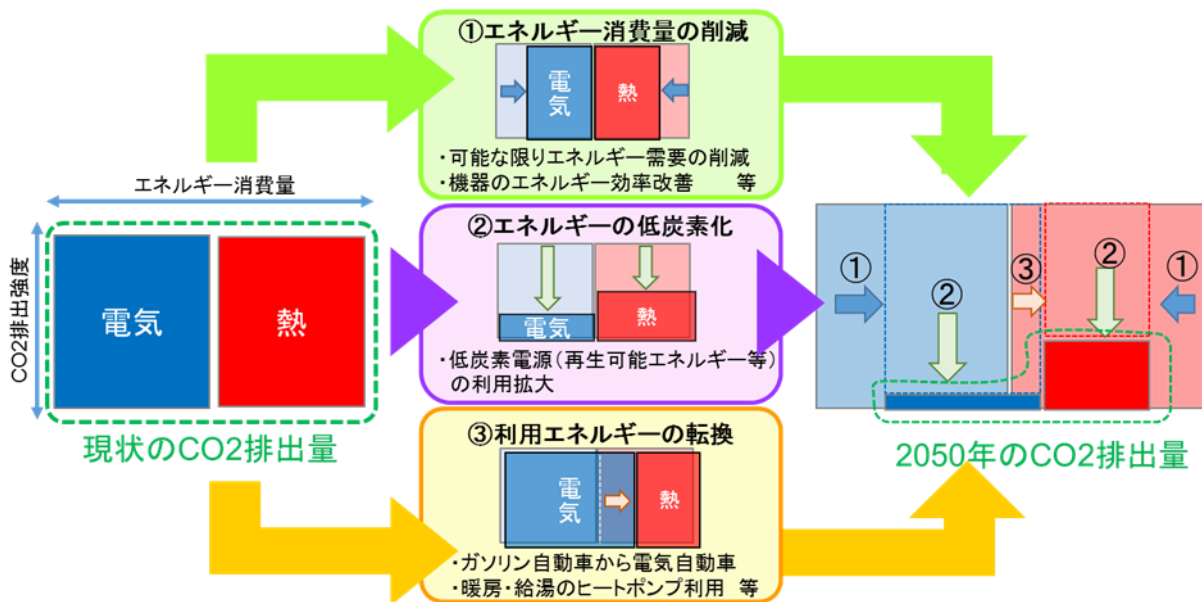 ①エネルギー消費量の削減
電気
熱
・可能な限りエネルギー需要の削減
・機器のエネルギー効率改善　等
エネルギー消費量
CO2排出強度
電気
熱
現状のCO2排出量
②エネルギーの低炭素化
電気
熱
・低炭素電源（再生可能エネルギー等）
の利用拡大
③利用エネルギーの転換
電気
熱
・ガソリン自動車から電気自動車
・暖房・給湯のヒートポンプ利用　等
①
②
③
②
①
2050年のCO2排出量